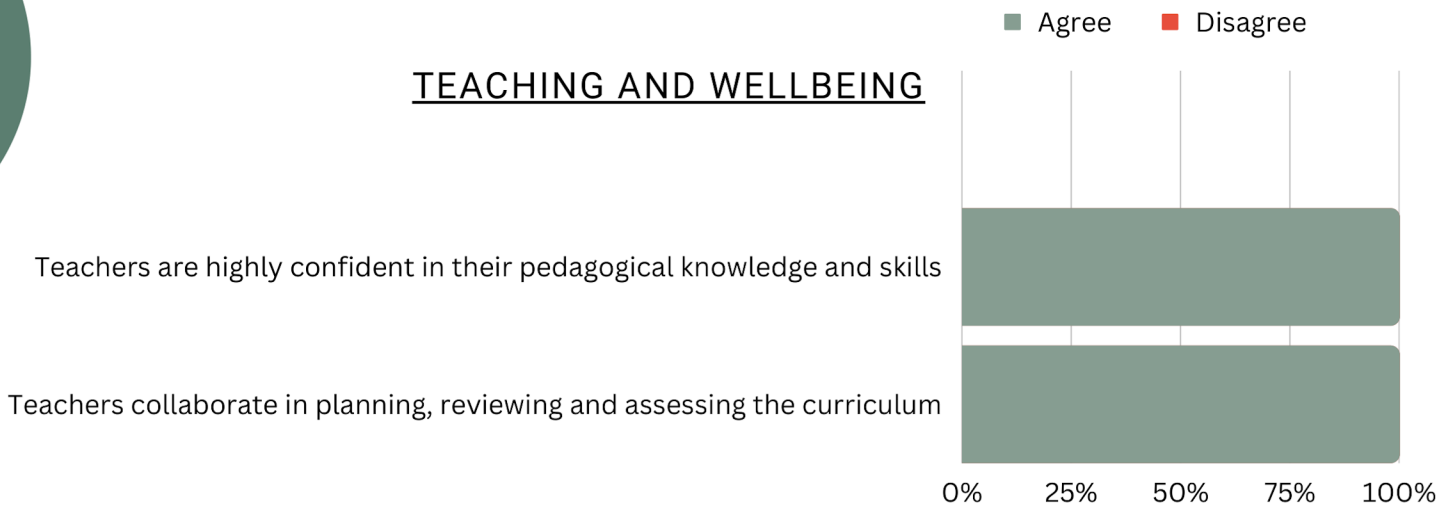 Agree Disagree
TEACHING AND WELLBEING
Teachers are highly confident in their pedagogical knowledge and skills
Teachers collaborate in planning, reviewing and assessing the curriculum
0% 25% 50% 75% 100%